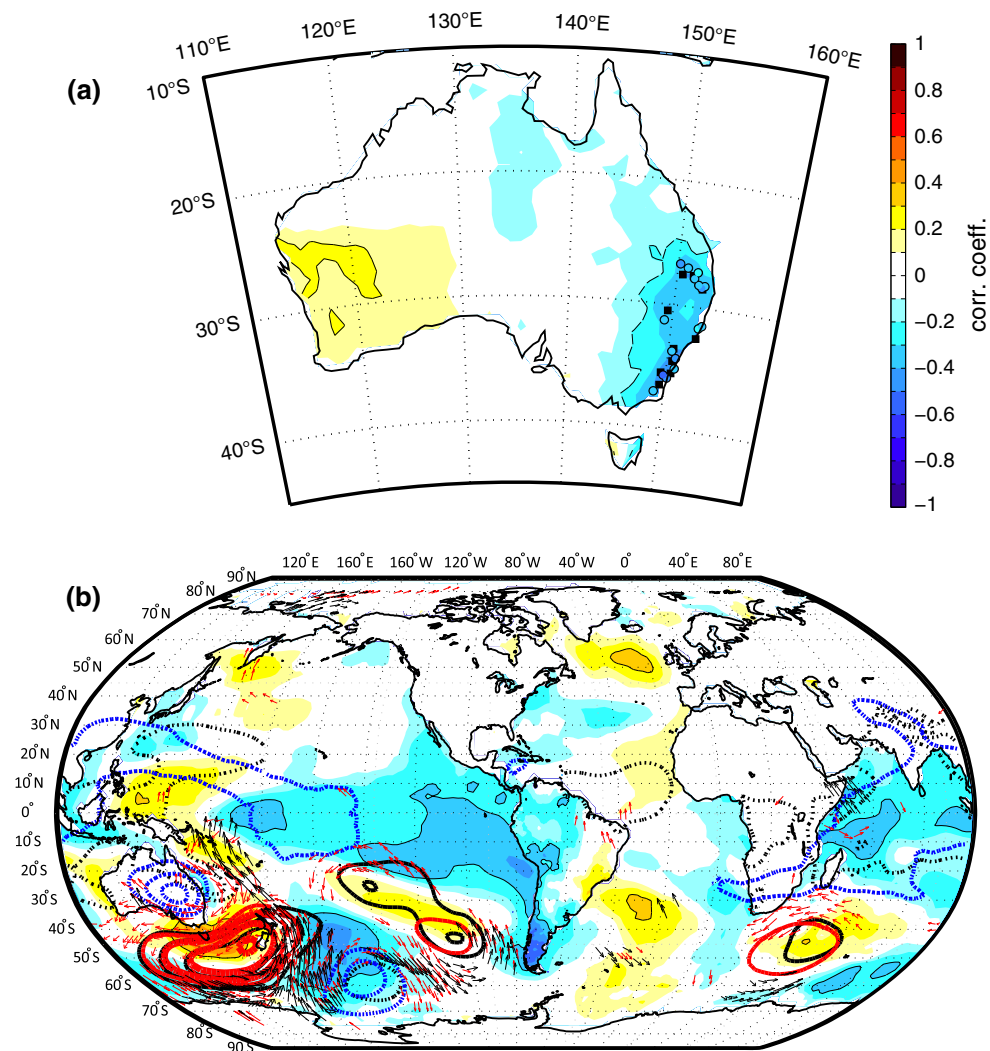 110°E 120°E 130°E 140°E 150°E 160°E
(a)
10°S
20°S
30°S
40°S
1
0.8
0.6
0.4
0.2
0
−0.2
−0.4
−0.6
−0.8
−1
corr. coeff.
(b)
120°E 160°E 160°W 120°W 80°W 40°W 0° 40°E 80°E
90°N
80°N
70°N
60°N
50°N
40°N
30°N
20°N
10°N
0°
10°S
20°S
30°S
40°S
50°S
60°S
70°S
80°S
90°S